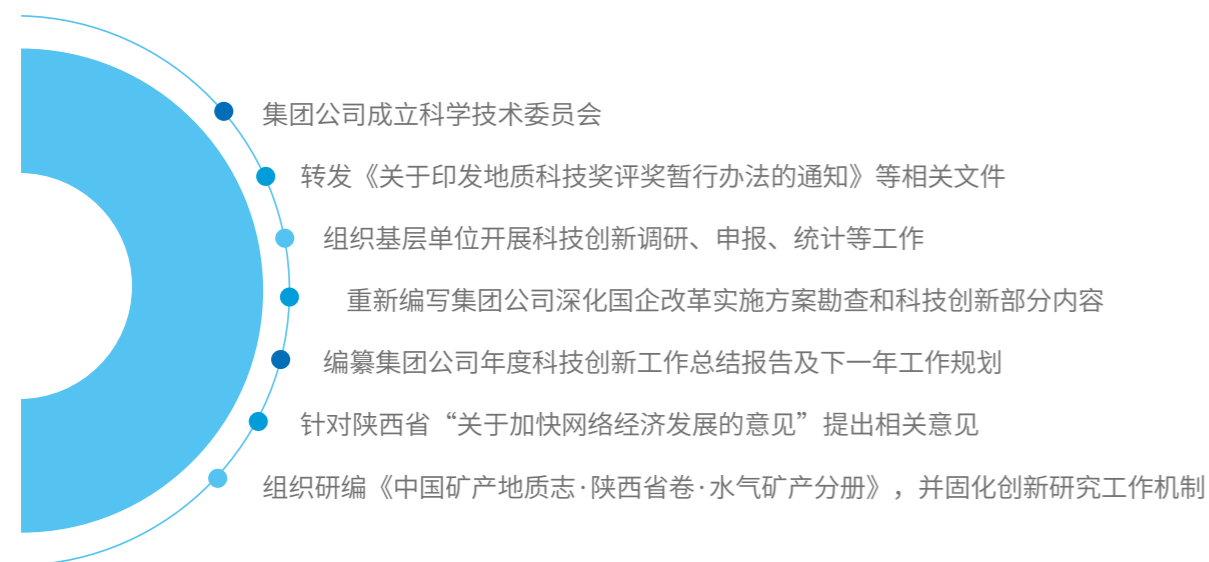 集团公司成立科学技术委员会
转发《关于印发地质科技奖评奖暂行办法的通知》等相关文件
组织基层单位开展科技创新调研、申报、统计等工作
重新编写集团公司深化国企改革实施方案勘查和科技创新部分内容
编纂集团公司年度科技创新工作总结报告及下一年工作规划
针对陕西省“关于加快网络经济发展的意见”提出相关意见
组织研编《中国矿产地质志·陕西省卷·水气矿产分册》，并固化创新研究工作机制